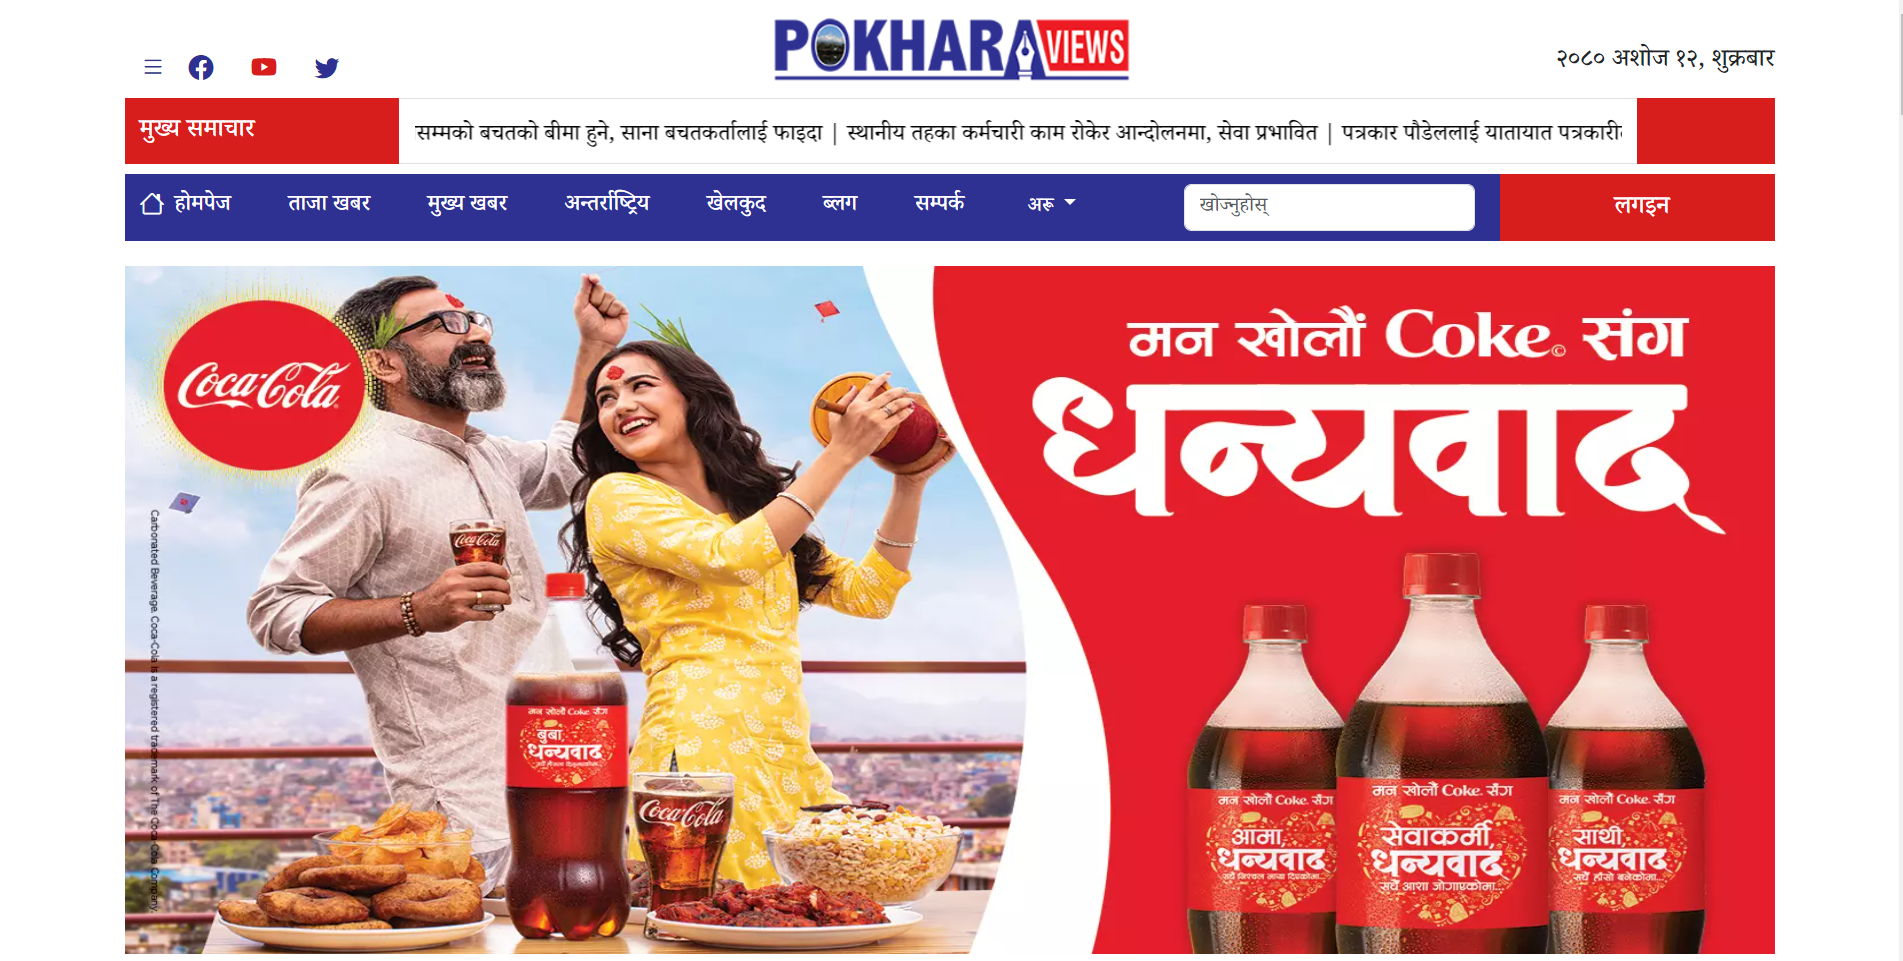 POKHARA VIEWS
२०८० अशोज १२, शुक्रबार
मुख्य समाचार
सम्मको बचतको बीमा हुने, साना बचतकर्तालाई फाइदा | स्थानीय तहका कर्मचारी काम रोकेर आन्दोलनमा, सेवा प्रभावित | पत्रकार पौडेललाई यातायात
होमपेज ताजा खबर मुख्य खबर अन्तर्राष्ट्रिय खेलकुद ब्लग सम्पर्क अरू खोज्नुहोस् लगइन
Coca-Cola
मन खोलौं Coke© संग
धन्यवाद्
Carbonated Beverage. Coca-Cola is a registered trademark of The Coca-Cola Company.
Coca-Cola
मन खोलौं Coke संग
बुबा
धन्यवाद
Coca-Cola
मन खोलौं Coke. संग
आमा,
धन्यवाद
मन खोलौं Coke. संग
सेवाकर्मी,
धन्यवाद
सधैँ आशा जोगाएकोमा...
मन खोलौं Coke. संग
साथी,
धन्यवाद